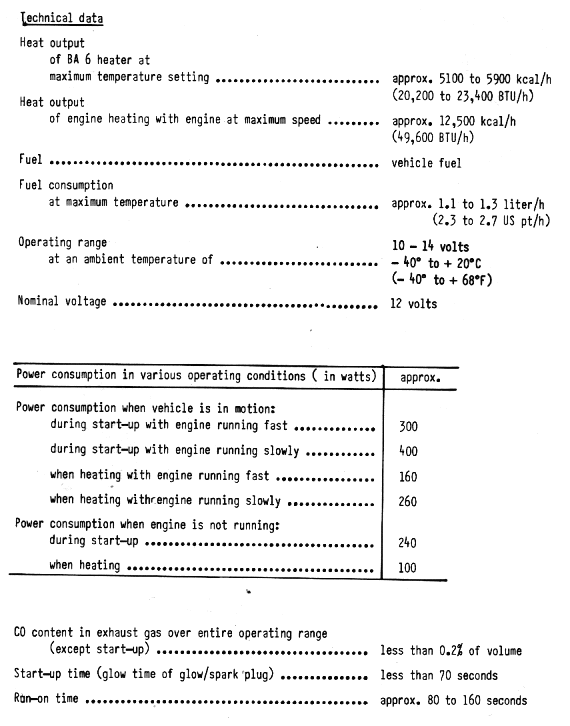 Technical data
Heat output
of BA 6 heater at
maximum temperature setting .............................. approx. 5100 to 5900 kcal/h
(20,200 to 23,400 BTU/h)
Heat output
of engine heating with engine at maximum speed ......... approx. 12,500 kcal/h
(49,600 BTU/h)
Fuel ............................................................ vehicle fuel
Fuel consumption
at maximum temperature ................................... approx. 1.1 to 1.3 liter/h
(2.3 to 2.7 US pt/h)
Operating range 10 - 14 volts
at an ambient temperature of ............................. - 40° to + 20°C
(- 40° to + 68°F)
Nominal voltage ................................................. 12 volts
Power consumption in various operating conditions ( in watts) approx.
Power consumption when vehicle is in motion:
during start-up with engine running fast .............. 300
during start-up with engine running slowly ............ 400
when heating with engine running fast ................. 160
when heating with engine running slowly ............... 260
Power consumption when engine is not running:
during start-up ......................................... 240
when heating ............................................ 100
CO content in exhaust gas over entire operating range
(except start-up) ....................................... less than 0.2% of volume
Start-up time (glow time of glow/spark plug) ................ less than 70 seconds
Run-on time .................................................... approx. 80 to 160 seconds